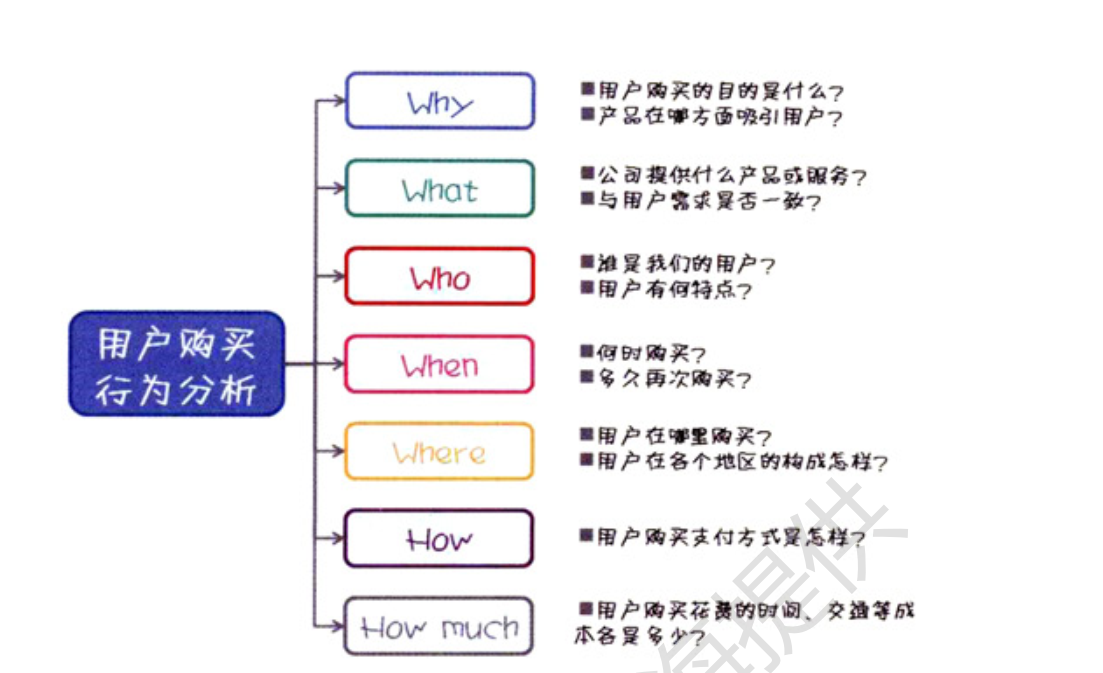 Why
■用户购买的目的是什么?
■产品在哪方面吸引用户?
What
■公司提供什么产品或服务?
■与用户需求是否一致?
Who
■谁是我们的用户?
■用户有何特点?
用户购买
行为分析
When
■何时购买?
■多久再次购买?
Where
■用户在哪里购买?
■用户在各个地区的构成怎样?
How
■用户购买支付方式是怎样?
How much
■用户购买花费的时间、交通等成
本各是多少?
海提供